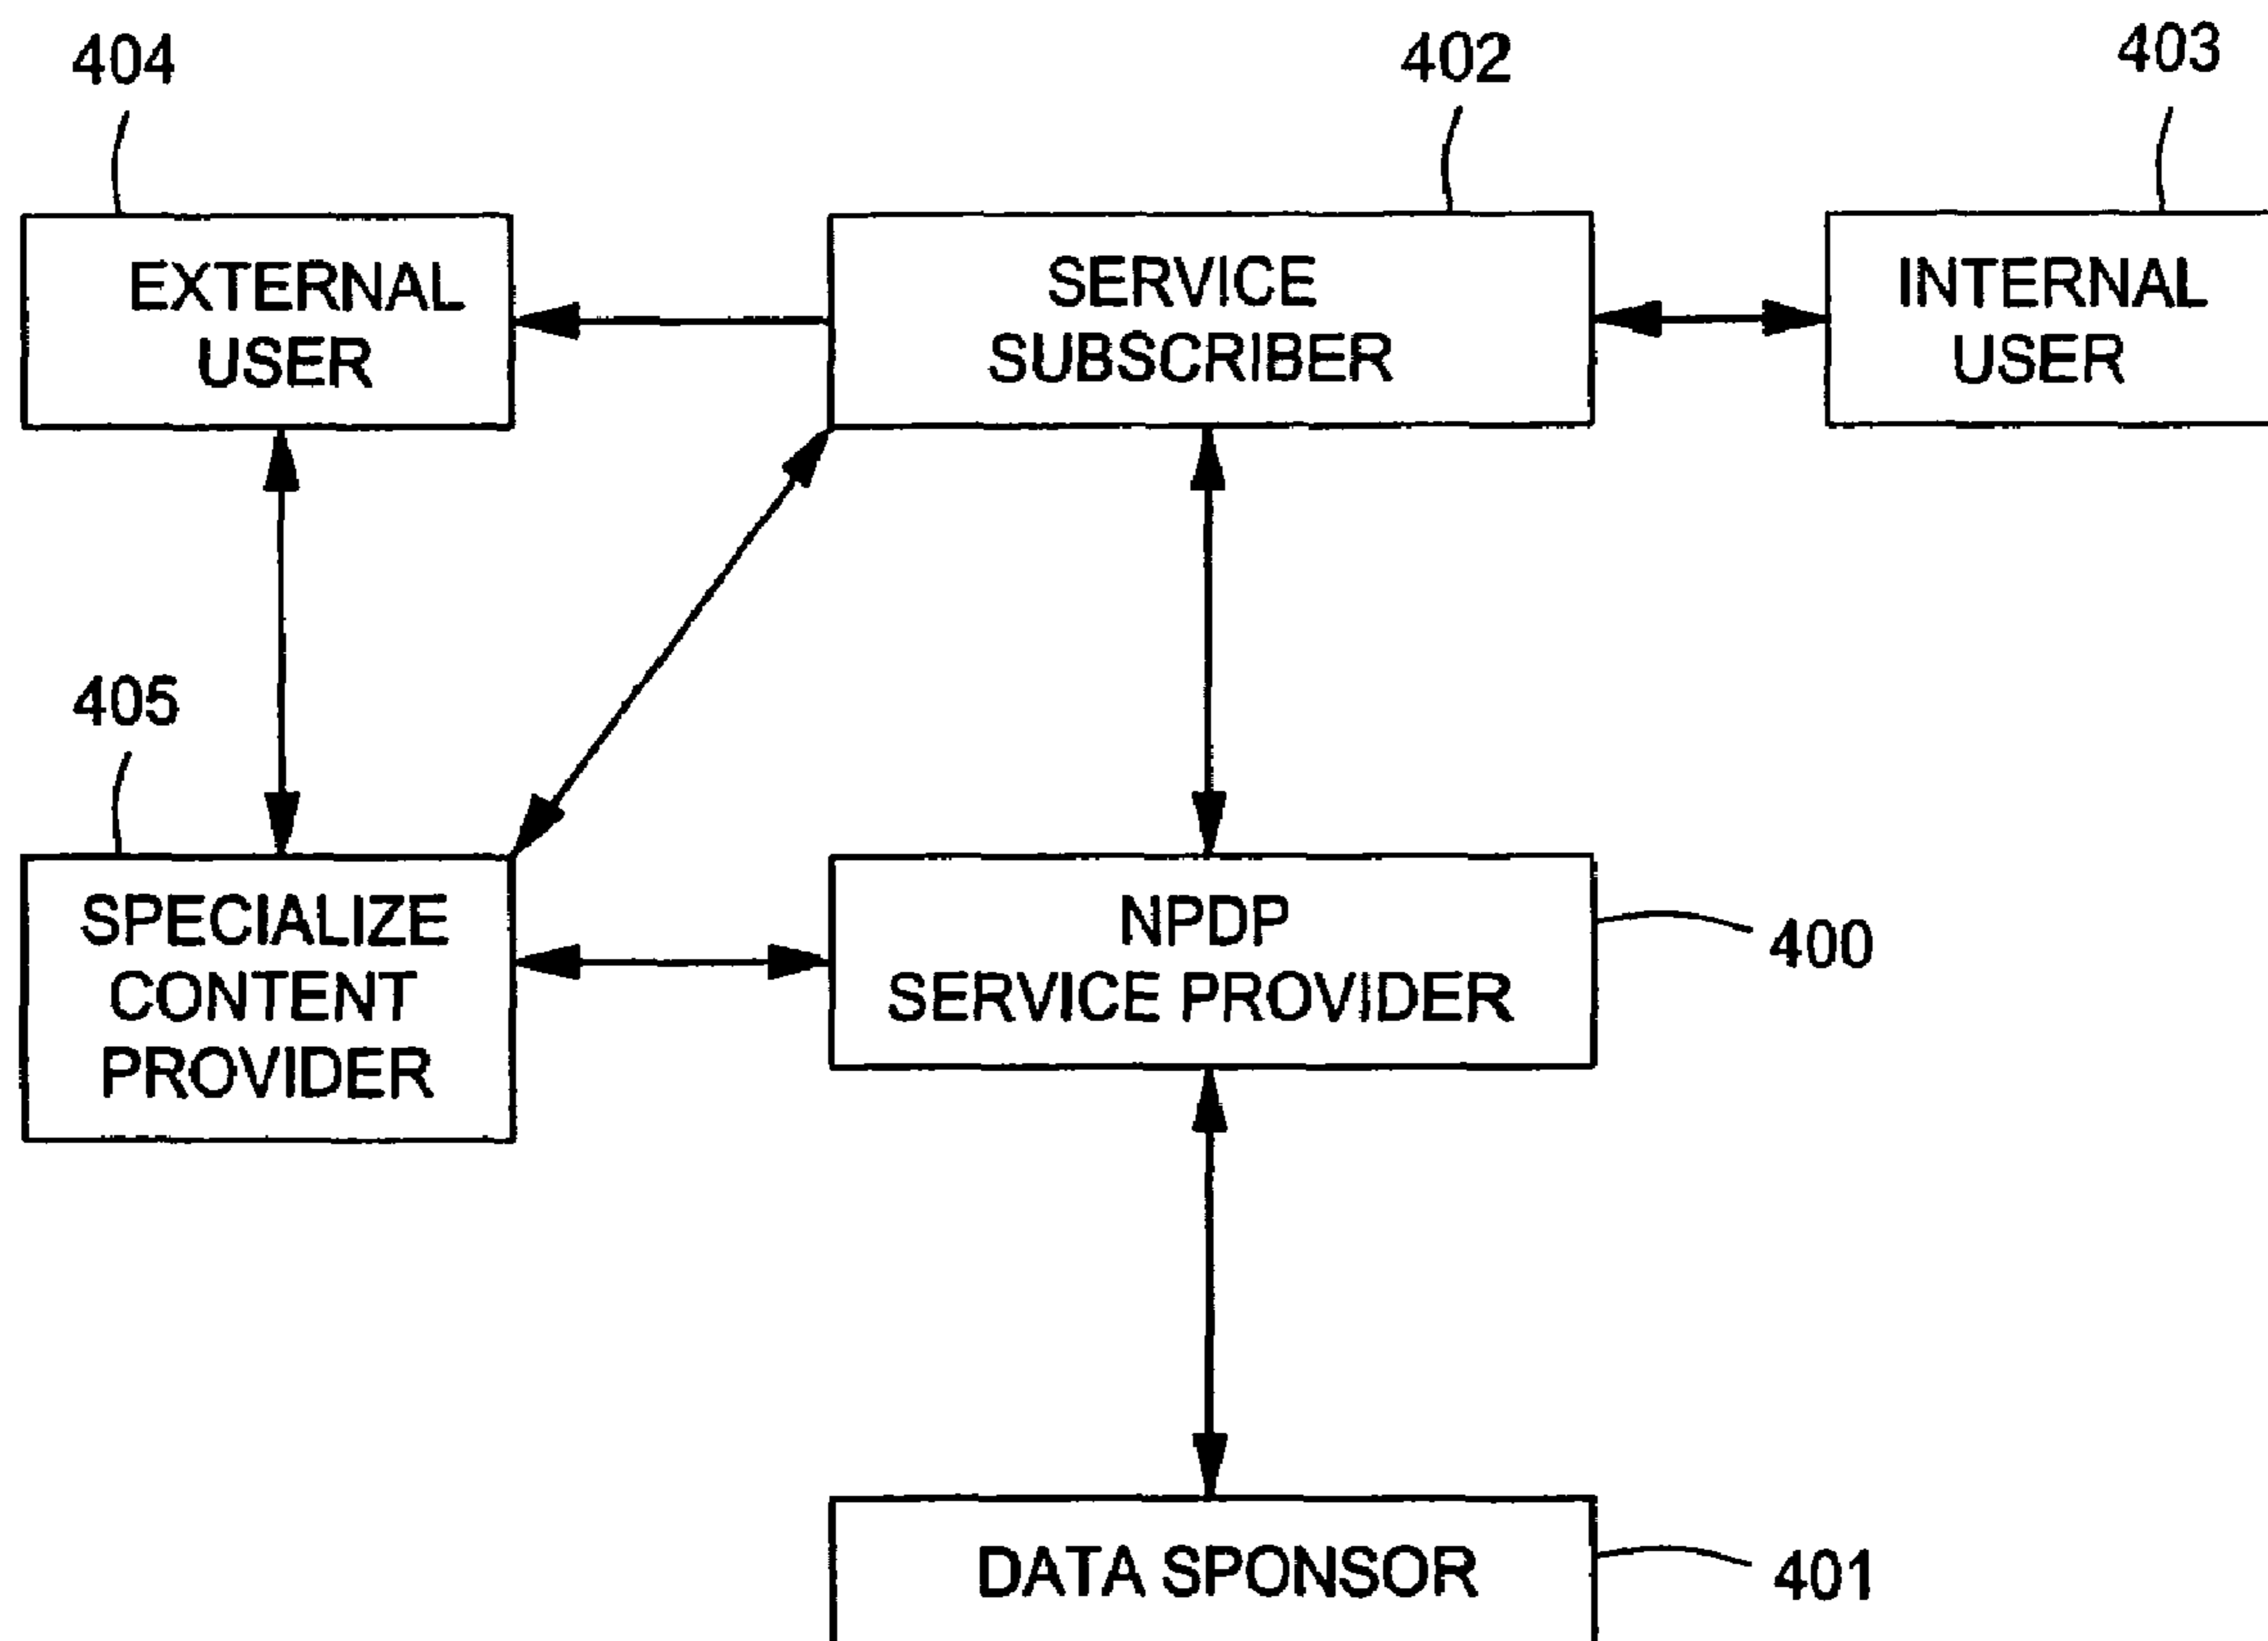 404
402
403
EXTERNAL
USER
SERVICE
SUBSCRIBER
INTERNAL
USER
405
SPECIALIZE
CONTENT
PROVIDER
NPDP
SERVICE PROVIDER
400
DATA SPONSOR
401